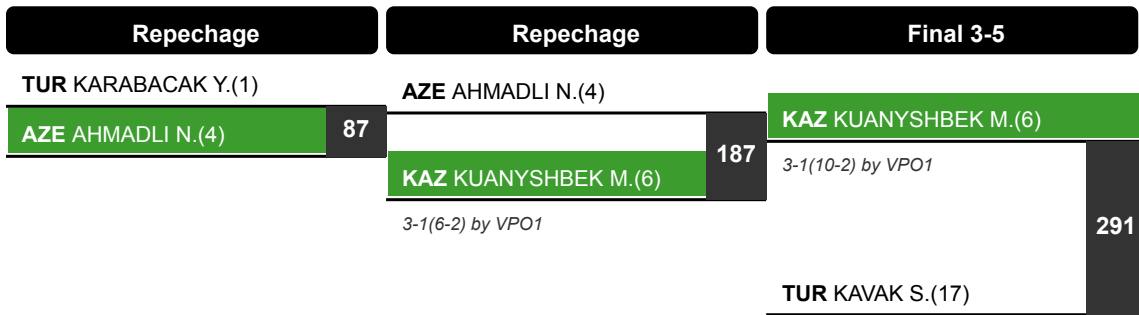 Repechage
Repechage
Final 3-5
TUR KARABACAK Y.(1)
AZE AHMADLI N.(4)
87
AZE AHMADLI N.(4)
KAZ KUANYSHBEK M.(6)
187
3-1(6-2) by VPO1
KAZ KUANYSHBEK M.(6)
3-1(10-2) by VPO1
291
TUR KAVAK S.(17)